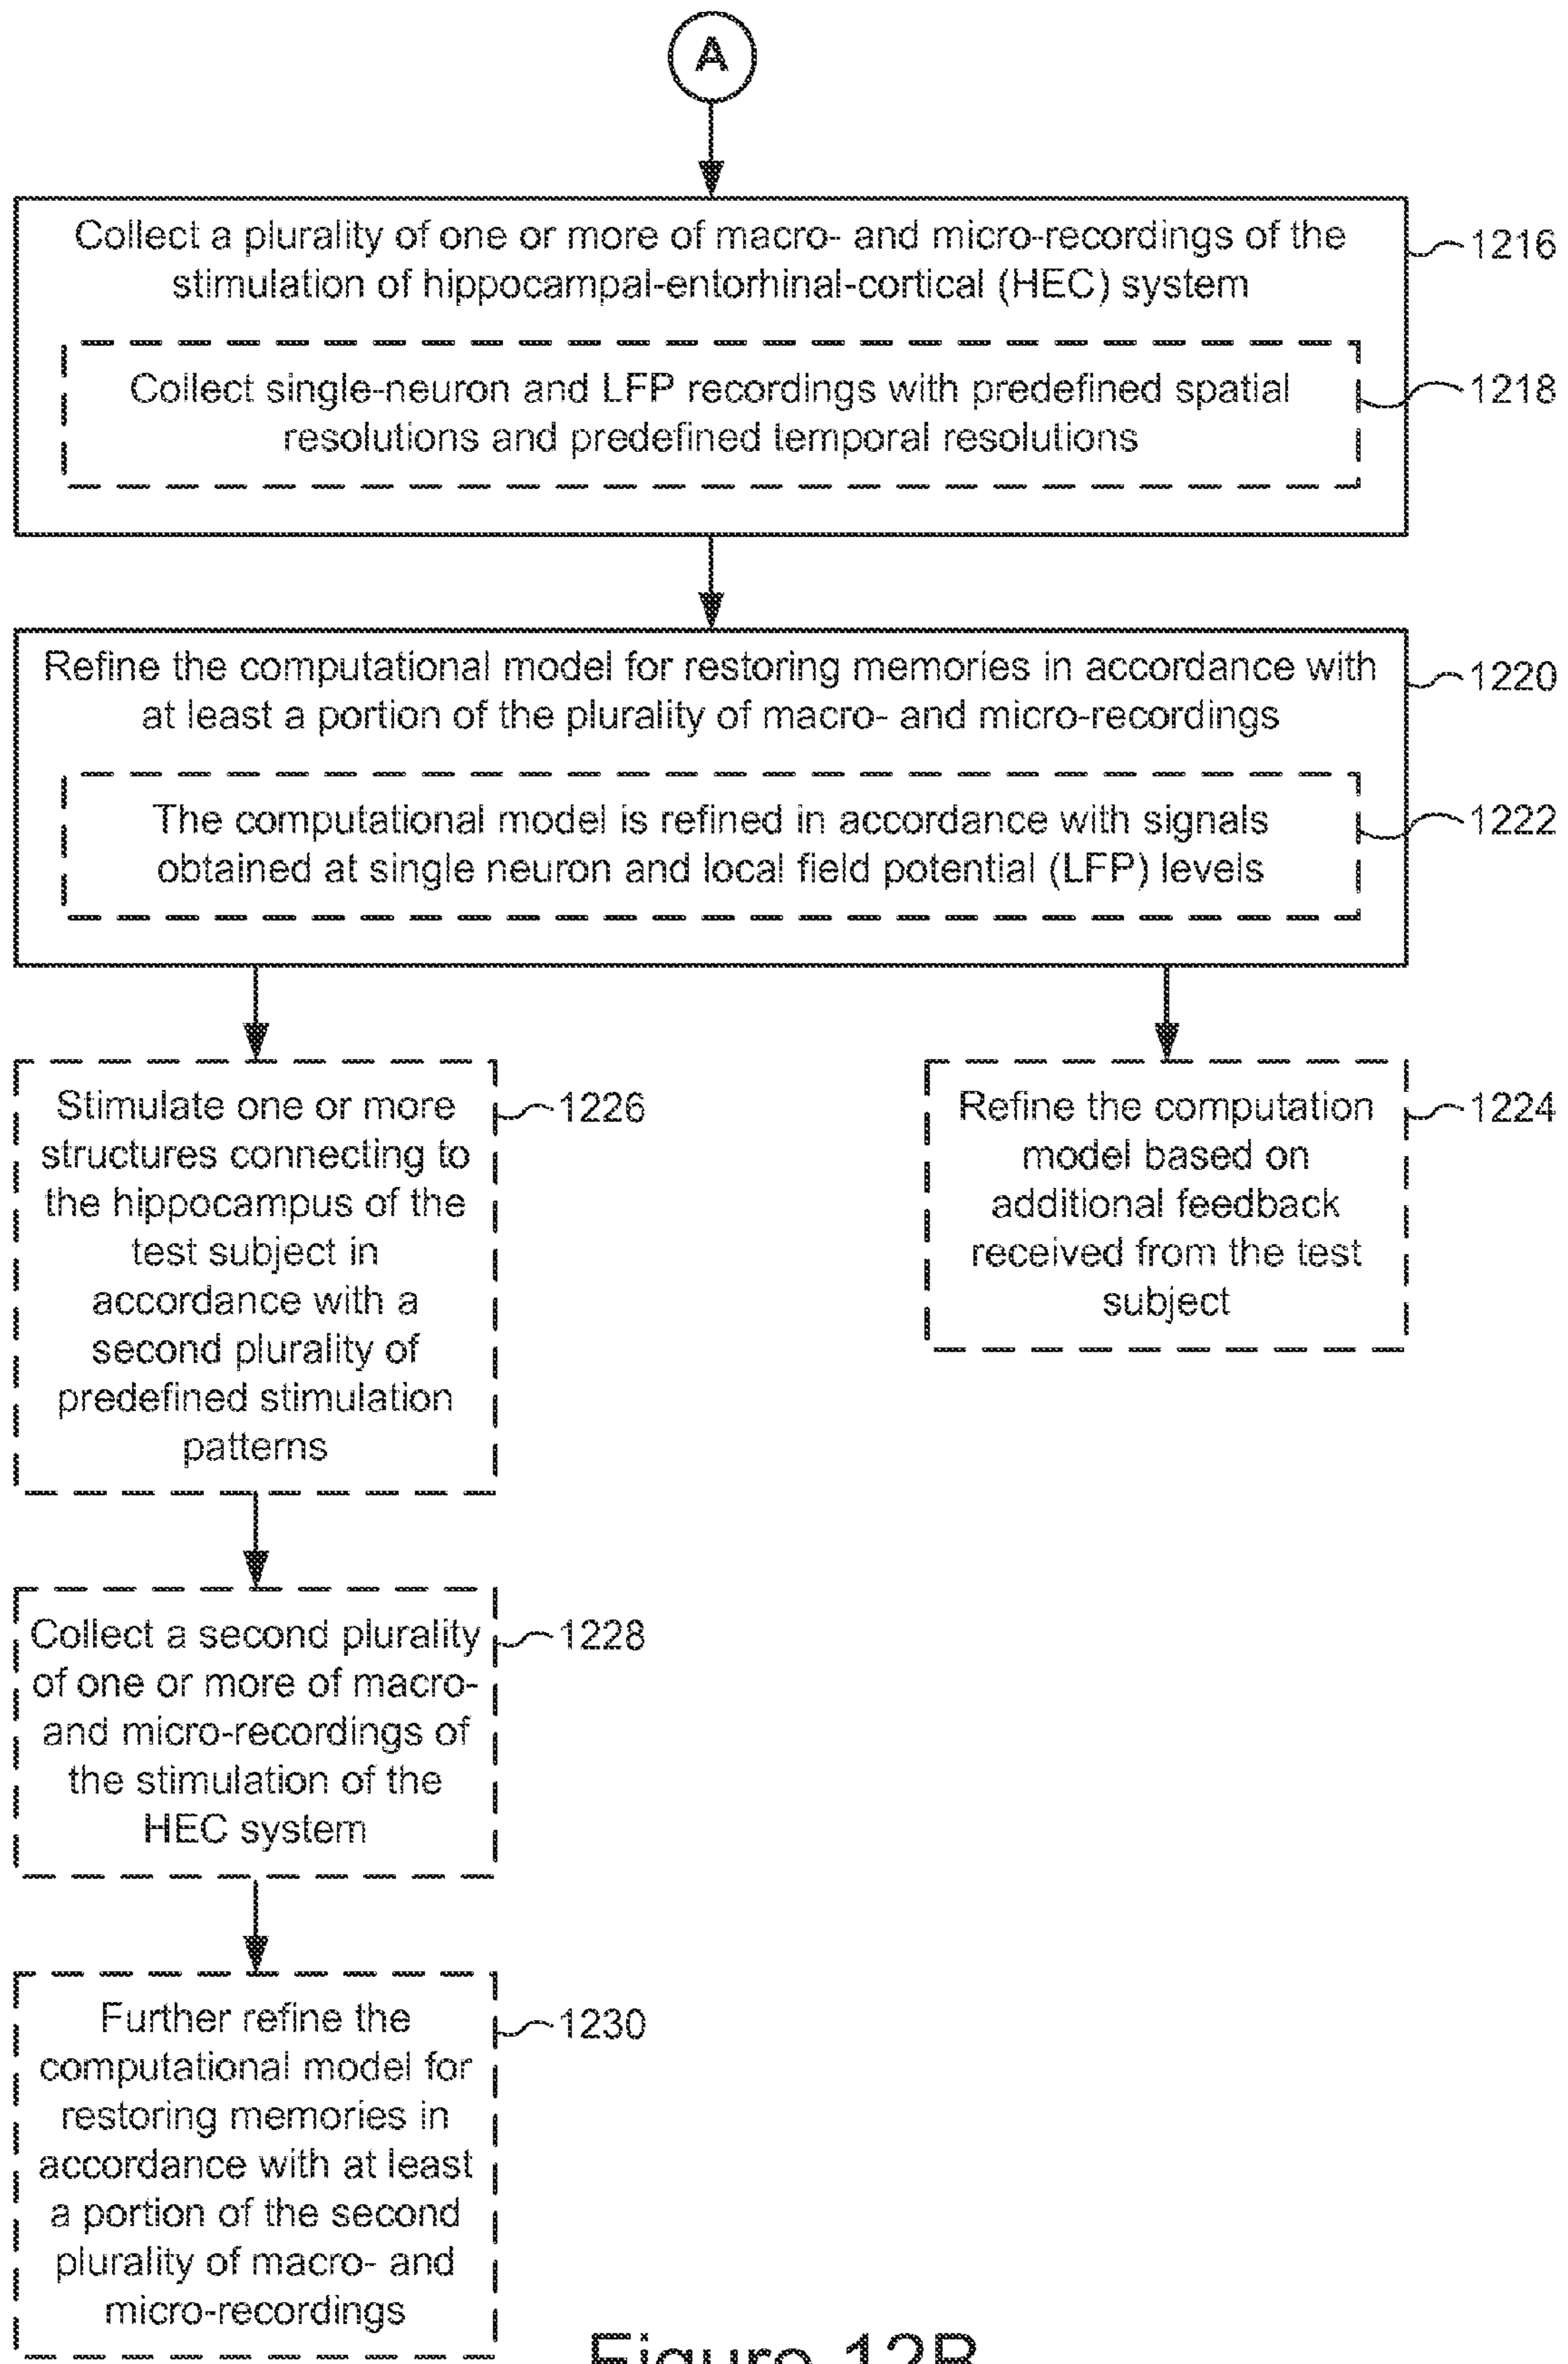 A
Collect a plurality of one or more of macro- and micro-recordings of the
stimulation of hippocampal-entorhinal-cortical (HEC) system
1216
Collect single-neuron and LFP recordings with predefined spatial
resolutions and predefined temporal resolutions
1218
Refine the computational model for restoring memories in accordance with
at least a portion of the plurality of macro- and micro-recordings
1220
The computational model is refined in accordance with signals
obtained at single neuron and local field potential (LFP) levels
1222
Stimulate one or more
structures connecting to
the hippocampus of the
test subject in
accordance with a
second plurality of
predefined stimulation
patterns
1226
Refine the computation
model based on
additional feedback
received from the test
subject
1224
Collect a second plurality
of one or more of macro-
and micro-recordings of
the stimulation of the
HEC system
1228
Further refine the
computational model for
restoring memories in
accordance with at least
a portion of the second
plurality of macro- and
micro-recordings
1230
Figure 12B